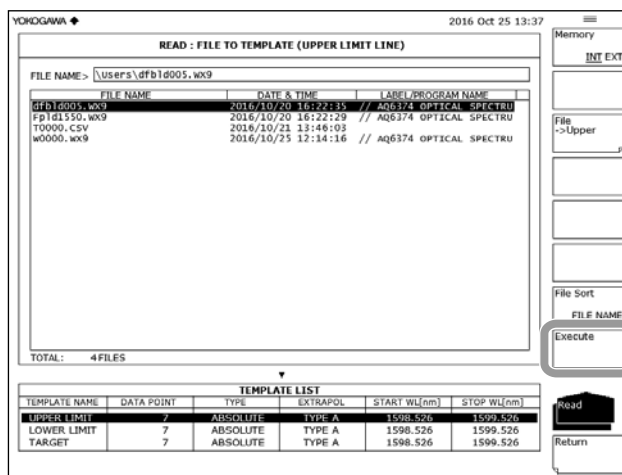 YOKOGAWA ◆ 2016 Oct 25 13:37
READ : FILE TO TEMPLATE (UPPER LIMIT LINE)
FILE NAME> \users\dfbld005.wx9
FILE NAME DATE & TIME LABEL/PROGRAM NAME
dfbld005.WX9 2016/10/20 16:22:35 // AQ6374 OPTICAL SPECTRU
Fpld1550.WX9 2016/10/20 16:22:29 // AQ6374 OPTICAL SPECTRU
T0000.CSV 2016/10/21 13:46:03
W0000.WX9 2016/10/25 12:14:16 // AQ6374 OPTICAL SPECTRU
TOTAL: 4FILES
▼
TEMPLATE LIST
TEMPLATE NAME DATA POINT TYPE EXTRAPOL START WL[nm] STOP WL[nm]
UPPER LIMIT 7 ABSOLUTE TYPE A 1598.526 1599.526
LOWER LIMIT 7 ABSOLUTE TYPE A 1598.526 1599.526
TARGET 7 ABSOLUTE TYPE A 1598.526 1599.526
Memory
INT EXT
File
->Upper
File Sort
FILE NAME
Execute
Read
Return